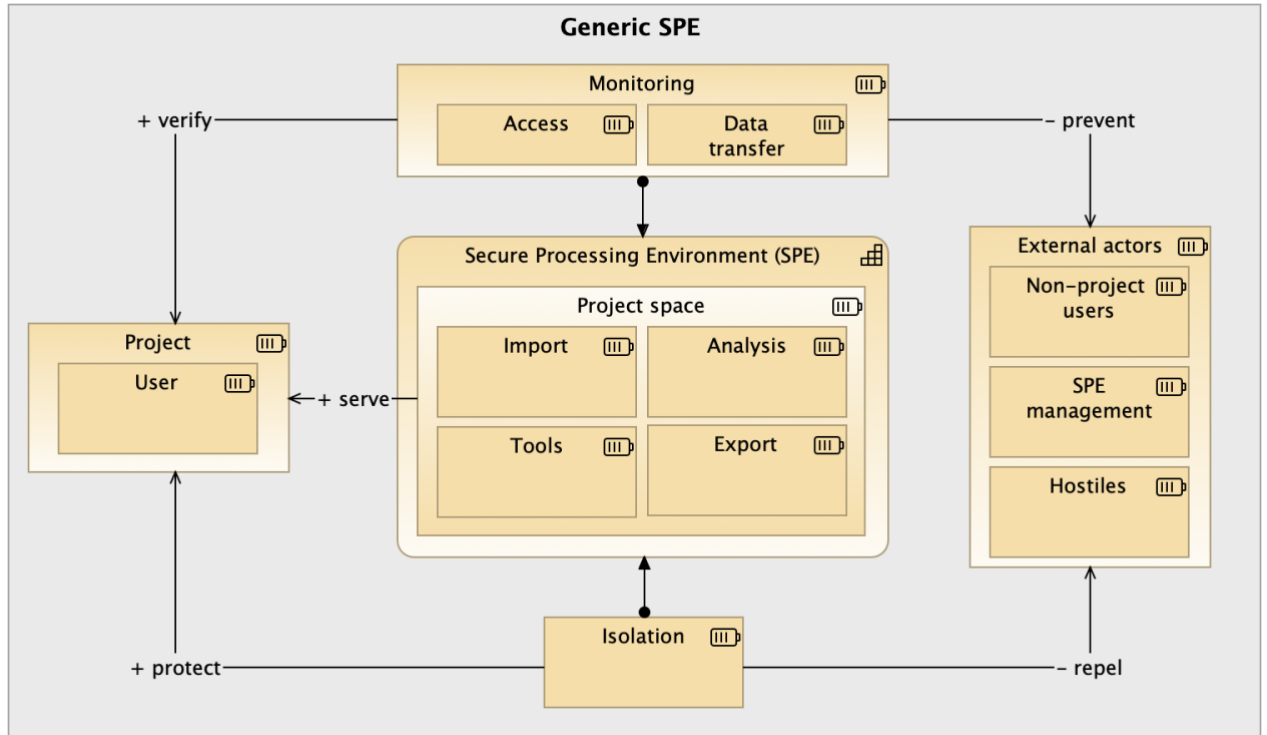 Generic SPE
Monitoring
Access
Data
transfer
+ verify
- prevent
Secure Processing Environment (SPE)
Project space
Import
Analysis
Tools
Export
Project
User
+ serve
External actors
Non-project
users
SPE
management
Hostiles
Isolation
+ protect
- repel